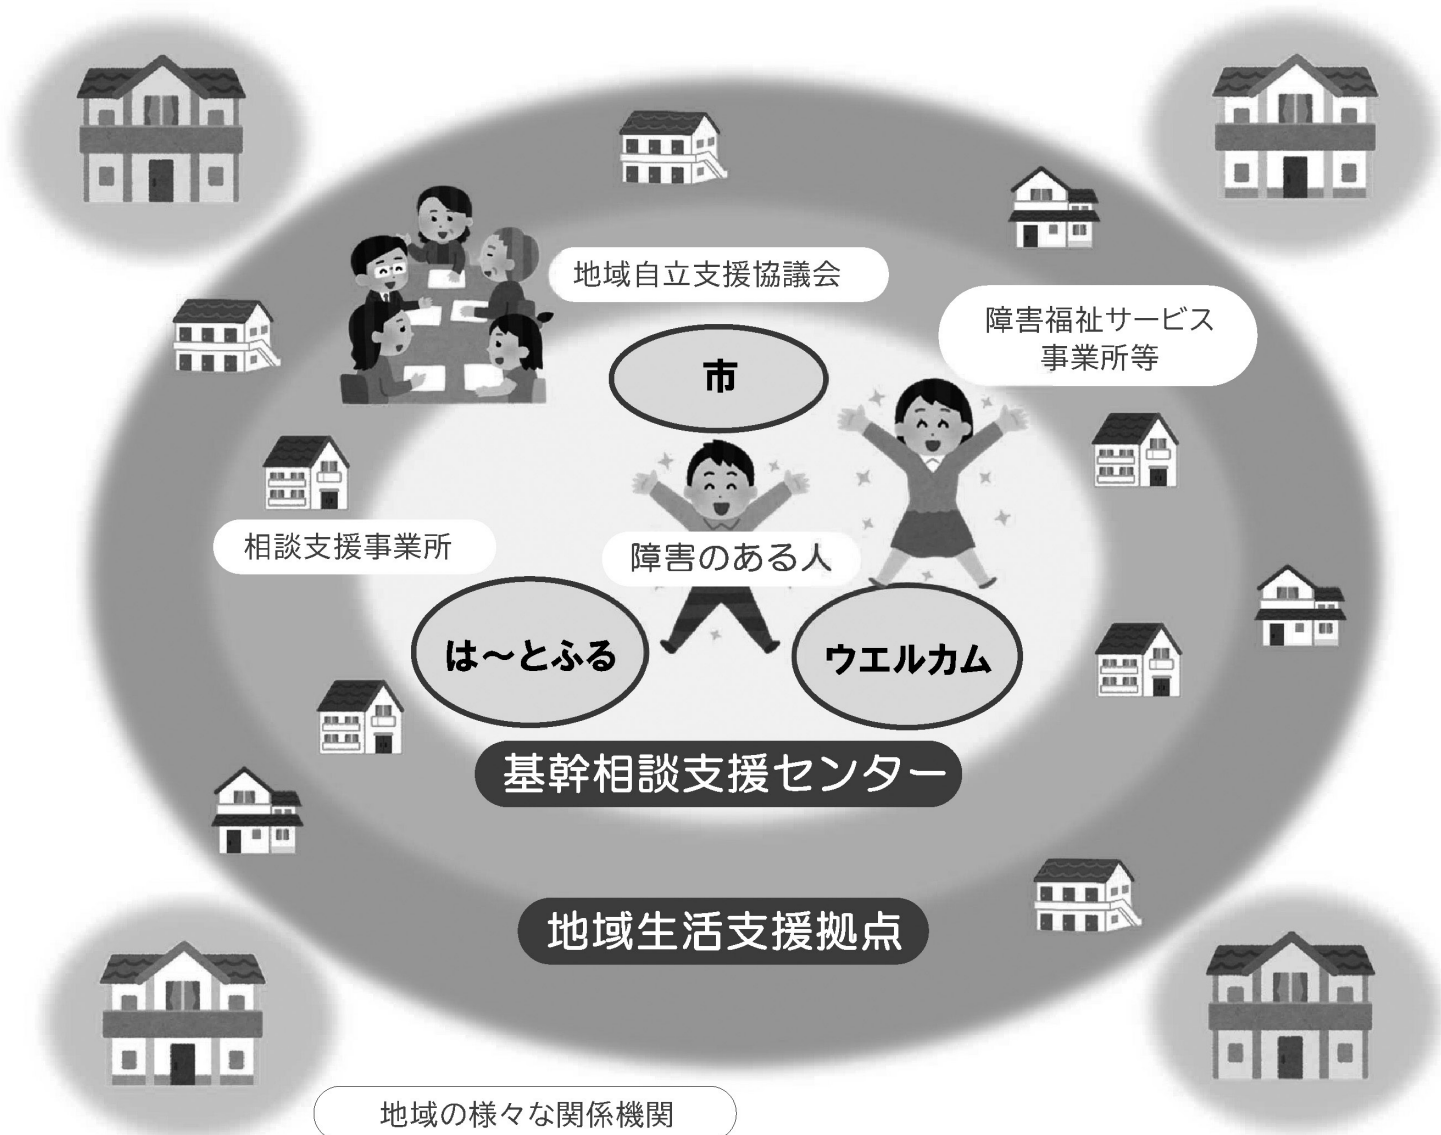 地域自立支援協議会
障害福祉サービス
事業所等
市
相談支援事業所
障害のある人
は～とふる
ウエルカム
基幹相談支援センター
地域生活支援拠点
地域の様々な関係機関